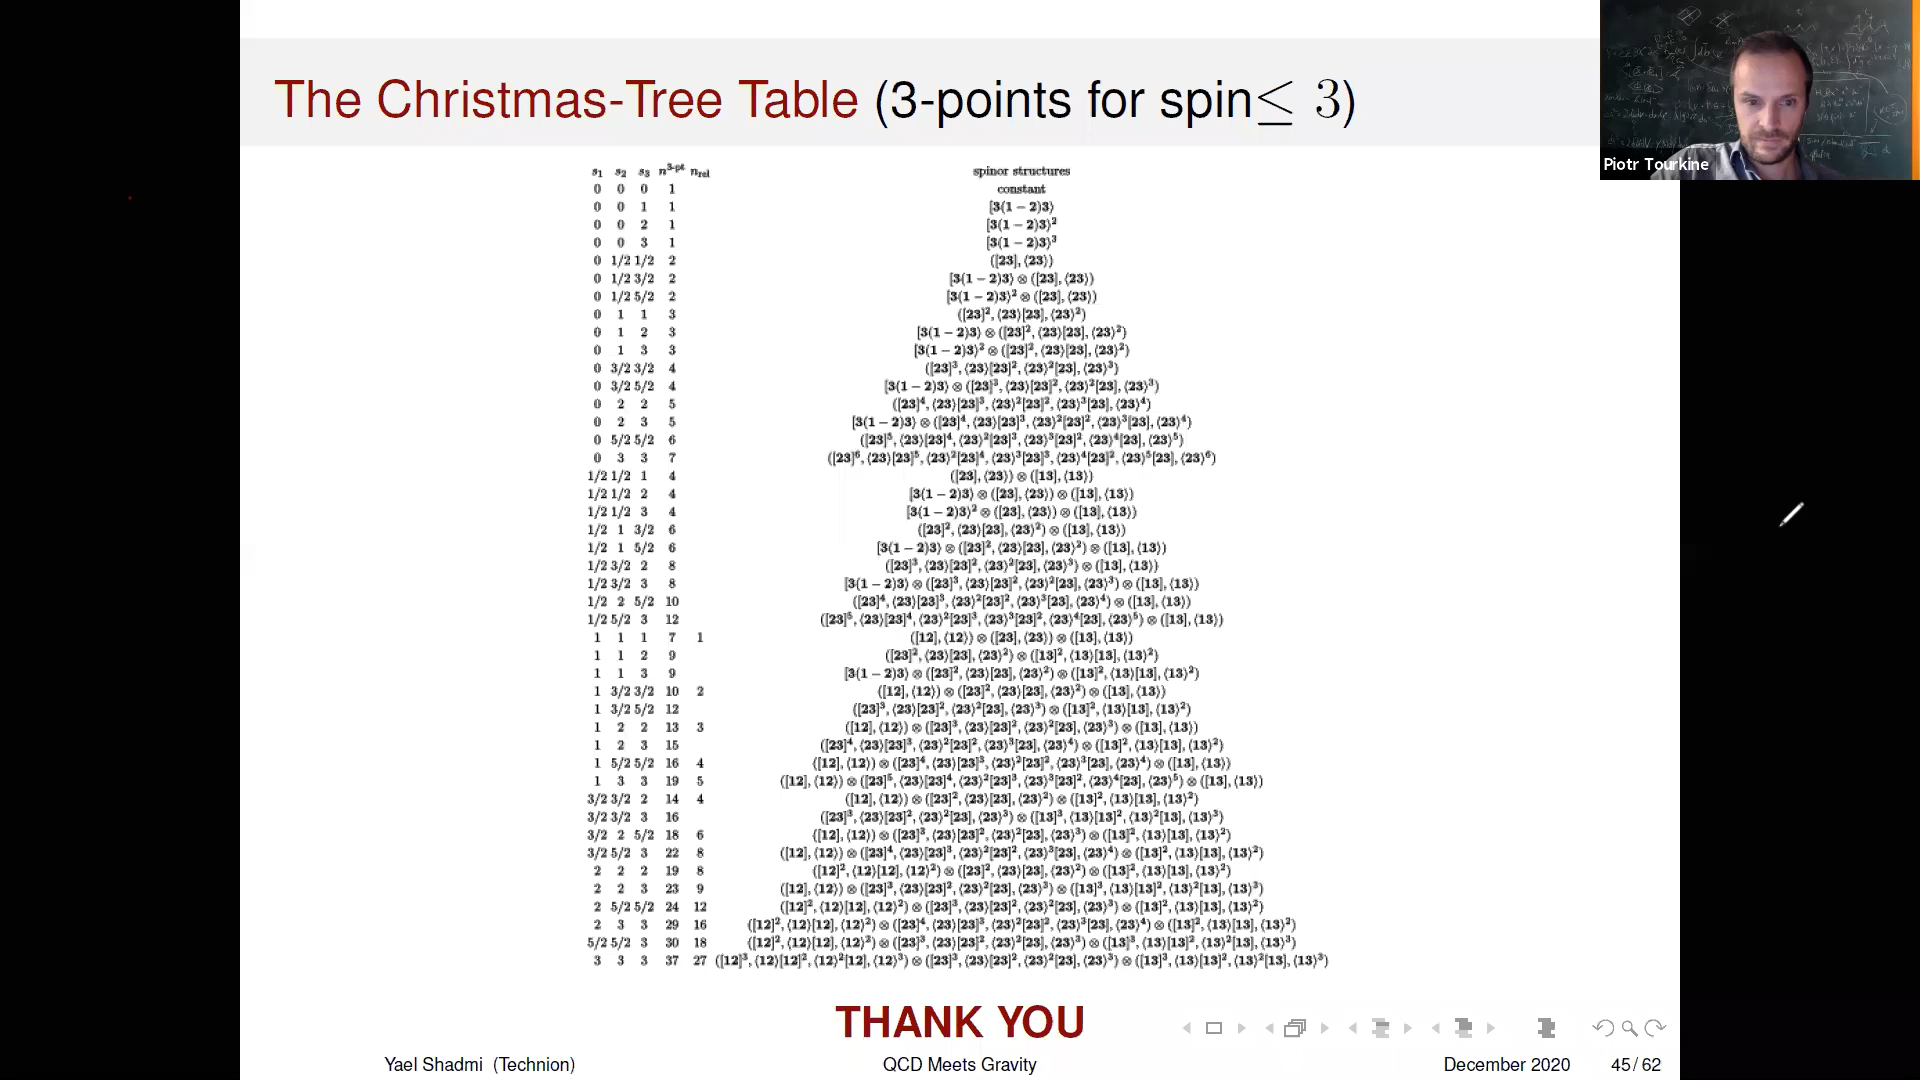 The Christmas-Tree Table (3-points for spin≤ 3)
Piotr Tourkine
s₁ s₂ s₃ n³⁻ᵖᵗ n_rel spinor structures
0 0 0 1 constant
0 0 1 1 [3(1 − 2)3⟩
0 0 2 1 [3(1 − 2)3⟩²
0 0 3 1 [3(1 − 2)3⟩³
0 1/2 1/2 2 ([23], ⟨23⟩)
0 1/2 3/2 2 [3(1 − 2)3⟩ ⊗ ([23], ⟨23⟩)
0 1/2 5/2 2 [3(1 − 2)3⟩² ⊗ ([23], ⟨23⟩)
0 1 1 3 ([23]², ⟨23⟩[23], ⟨23⟩²)
0 1 2 3 [3(1 − 2)3⟩ ⊗ ([23]², ⟨23⟩[23], ⟨23⟩²)
0 1 3 3 [3(1 − 2)3⟩² ⊗ ([23]², ⟨23⟩[23], ⟨23⟩²)
0 3/2 3/2 4 ([23]³, ⟨23⟩[23]², ⟨23⟩²[23], ⟨23⟩³)
0 3/2 5/2 4 [3(1 − 2)3⟩ ⊗ ([23]³, ⟨23⟩[23]², ⟨23⟩²[23], ⟨23⟩³)
0 2 2 5 ([23]⁴, ⟨23⟩[23]³, ⟨23⟩²[23]², ⟨23⟩³[23], ⟨23⟩⁴)
0 2 3 5 [3(1 − 2)3⟩ ⊗ ([23]⁴, ⟨23⟩[23]³, ⟨23⟩²[23]², ⟨23⟩³[23], ⟨23⟩⁴)
0 5/2 5/2 6 ([23]⁵, ⟨23⟩[23]⁴, ⟨23⟩²[23]³, ⟨23⟩³[23]², ⟨23⟩⁴[23], ⟨23⟩⁵)
0 3 3 7 ([23]⁶, ⟨23⟩[23]⁵, ⟨23⟩²[23]⁴, ⟨23⟩³[23]³, ⟨23⟩⁴[23]², ⟨23⟩⁵[23], ⟨23⟩⁶)
1/2 1/2 1 4 ([23], ⟨23⟩) ⊗ ([13], ⟨13⟩)
1/2 1/2 2 4 [3(1 − 2)3⟩ ⊗ ([23], ⟨23⟩) ⊗ ([13], ⟨13⟩)
1/2 1/2 3 4 [3(1 − 2)3⟩² ⊗ ([23], ⟨23⟩) ⊗ ([13], ⟨13⟩)
1/2 1 3/2 6 ([23]², ⟨23⟩[23], ⟨23⟩²) ⊗ ([13], ⟨13⟩)
1/2 1 5/2 6 [3(1 − 2)3⟩ ⊗ ([23]², ⟨23⟩[23], ⟨23⟩²) ⊗ ([13], ⟨13⟩)
1/2 3/2 2 8 ([23]³, ⟨23⟩[23]², ⟨23⟩²[23], ⟨23⟩³) ⊗ ([13], ⟨13⟩)
1/2 3/2 3 8 [3(1 − 2)3⟩ ⊗ ([23]³, ⟨23⟩[23]², ⟨23⟩²[23], ⟨23⟩³) ⊗ ([13], ⟨13⟩)
1/2 2 5/2 10 ([23]⁴, ⟨23⟩[23]³, ⟨23⟩²[23]², ⟨23⟩³[23], ⟨23⟩⁴) ⊗ ([13], ⟨13⟩)
1/2 5/2 3 12 ([23]⁵, ⟨23⟩[23]⁴, ⟨23⟩²[23]³, ⟨23⟩³[23]², ⟨23⟩⁴[23], ⟨23⟩⁵) ⊗ ([13], ⟨13⟩)
1 1 1 7 1 ([12], ⟨12⟩) ⊗ ([23], ⟨23⟩) ⊗ ([13], ⟨13⟩)
1 1 2 9 ([23]², ⟨23⟩[23], ⟨23⟩²) ⊗ ([13]², ⟨13⟩[13], ⟨13⟩²)
1 1 3 9 [3(1 − 2)3⟩ ⊗ ([23]², ⟨23⟩[23], ⟨23⟩²) ⊗ ([13]², ⟨13⟩[13], ⟨13⟩²)
1 3/2 3/2 10 2 ([12], ⟨12⟩) ⊗ ([23]², ⟨23⟩[23], ⟨23⟩²) ⊗ ([13], ⟨13⟩)
1 3/2 5/2 12 ([23]³, ⟨23⟩[23]², ⟨23⟩²[23], ⟨23⟩³) ⊗ ([13]², ⟨13⟩[13], ⟨13⟩²)
1 2 2 13 3 ([12], ⟨12⟩) ⊗ ([23]³, ⟨23⟩[23]², ⟨23⟩²[23], ⟨23⟩³) ⊗ ([13], ⟨13⟩)
1 2 3 15 ([23]⁴, ⟨23⟩[23]³, ⟨23⟩²[23]², ⟨23⟩³[23], ⟨23⟩⁴) ⊗ ([13]², ⟨13⟩[13], ⟨13⟩²)
1 5/2 5/2 16 4 ([12], ⟨12⟩) ⊗ ([23]⁴, ⟨23⟩[23]³, ⟨23⟩²[23]², ⟨23⟩³[23], ⟨23⟩⁴) ⊗ ([13], ⟨13⟩)
1 3 3 19 5 ([12], ⟨12⟩) ⊗ ([23]⁵, ⟨23⟩[23]⁴, ⟨23⟩²[23]³, ⟨23⟩³[23]², ⟨23⟩⁴[23], ⟨23⟩⁵) ⊗ ([13], ⟨13⟩)
3/2 3/2 2 14 4 ([12], ⟨12⟩) ⊗ ([23]², ⟨23⟩[23], ⟨23⟩²) ⊗ ([13]², ⟨13⟩[13], ⟨13⟩²)
3/2 3/2 3 16 ([23]³, ⟨23⟩[23]², ⟨23⟩²[23], ⟨23⟩³) ⊗ ([13]³, ⟨13⟩[13]², ⟨13⟩²[13], ⟨13⟩³)
3/2 2 5/2 18 6 ([12], ⟨12⟩) ⊗ ([23]³, ⟨23⟩[23]², ⟨23⟩²[23], ⟨23⟩³) ⊗ ([13]², ⟨13⟩[13], ⟨13⟩²)
3/2 5/2 3 22 8 ([12], ⟨12⟩) ⊗ ([23]⁴, ⟨23⟩[23]³, ⟨23⟩²[23]², ⟨23⟩³[23], ⟨23⟩⁴) ⊗ ([13]², ⟨13⟩[13], ⟨13⟩²)
2 2 2 19 8 ([12]², ⟨12⟩[12], ⟨12⟩²) ⊗ ([23]², ⟨23⟩[23], ⟨23⟩²) ⊗ ([13]², ⟨13⟩[13], ⟨13⟩²)
2 2 3 23 9 ([12], ⟨12⟩) ⊗ ([23]³, ⟨23⟩[23]², ⟨23⟩²[23], ⟨23⟩³) ⊗ ([13]³, ⟨13⟩[13]², ⟨13⟩²[13], ⟨13⟩³)
2 5/2 5/2 24 12 ([12]², ⟨12⟩[12], ⟨12⟩²) ⊗ ([23]³, ⟨23⟩[23]², ⟨23⟩²[23], ⟨23⟩³) ⊗ ([13]², ⟨13⟩[13], ⟨13⟩²)
2 3 3 29 16 ([12]², ⟨12⟩[12], ⟨12⟩²) ⊗ ([23]⁴, ⟨23⟩[23]³, ⟨23⟩²[23]², ⟨23⟩³[23], ⟨23⟩⁴) ⊗ ([13]², ⟨13⟩[13], ⟨13⟩²)
5/2 5/2 3 30 18 ([12]², ⟨12⟩[12], ⟨12⟩²) ⊗ ([23]³, ⟨23⟩[23]², ⟨23⟩²[23], ⟨23⟩³) ⊗ ([13]³, ⟨13⟩[13]², ⟨13⟩²[13], ⟨13⟩³)
3 3 3 37 27 ([12]³, ⟨12⟩[12]², ⟨12⟩²[12], ⟨12⟩³) ⊗ ([23]³, ⟨23⟩[23]², ⟨23⟩²[23], ⟨23⟩³) ⊗ ([13]³, ⟨13⟩[13]², ⟨13⟩²[13], ⟨13⟩³)
THANK YOU
Yael Shadmi (Technion) QCD Meets Gravity December 2020 45/62